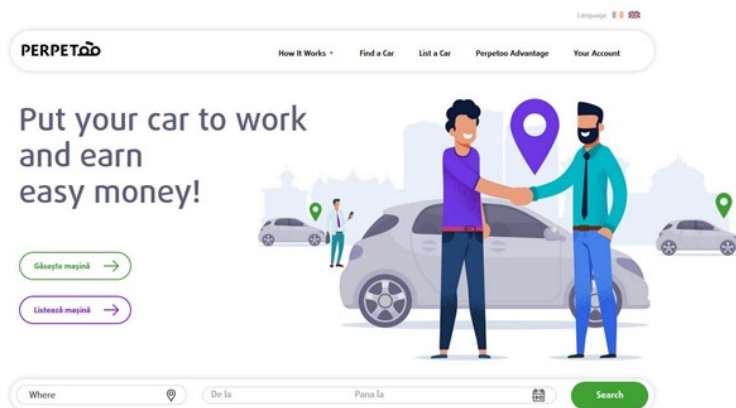 Language
PERPETOO
How It Works
Find a Car
List a Car
Perpetoo Advantage
Your Account
Put your car to work
and earn
easy money!
Găsește mașină
Listează mașină
Where
De la
Pana la
Search